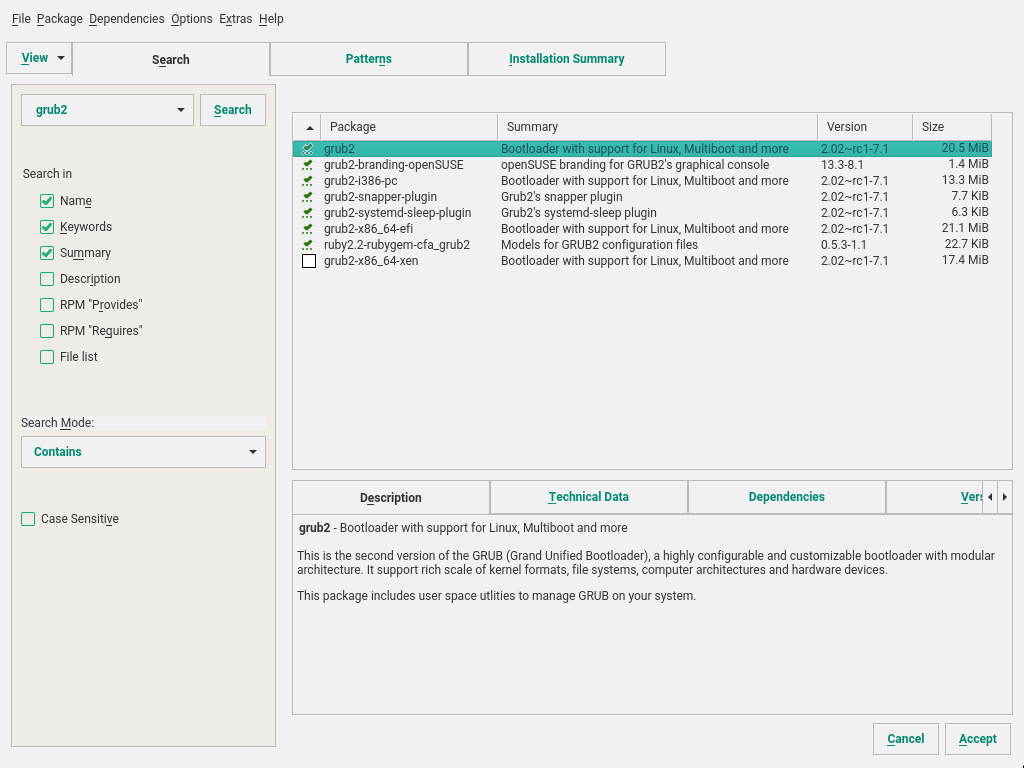 File Package Dependencies Options Extras Help
View Search Patterns Installation Summary
grub2 Search
Search in
Name
Keywords
Summary
Description
RPM "Provides"
RPM "Requires"
File list
Search Mode:
Contains
Case Sensitive
Package Summary Version Size
grub2 Bootloader with support for Linux, Multiboot and more 2.02~rc1-7.1 20.5 MiB
grub2-branding-openSUSE openSUSE branding for GRUB2's graphical console 13.3-8.1 1.4 MiB
grub2-i386-pc Bootloader with support for Linux, Multiboot and more 2.02~rc1-7.1 13.3 MiB
grub2-snapper-plugin Grub2's snapper plugin 2.02~rc1-7.1 7.7 KiB
grub2-systemd-sleep-plugin Grub2's systemd-sleep plugin 2.02~rc1-7.1 6.3 KiB
grub2-x86_64-efi Bootloader with support for Linux, Multiboot and more 2.02~rc1-7.1 21.1 MiB
ruby2.2-rubygem-cfa_grub2 Models for GRUB2 configuration files 0.5.3-1.1 22.7 KiB
grub2-x86_64-xen Bootloader with support for Linux, Multiboot and more 2.02~rc1-7.1 17.4 MiB
Description Technical Data Dependencies Vers
grub2 - Bootloader with support for Linux, Multiboot and more
This is the second version of the GRUB (Grand Unified Bootloader), a highly configurable and customizable bootloader with modular
architecture. It support rich scale of kernel formats, file systems, computer architectures and hardware devices.
This package includes user space utlities to manage GRUB on your system.
Cancel Accept